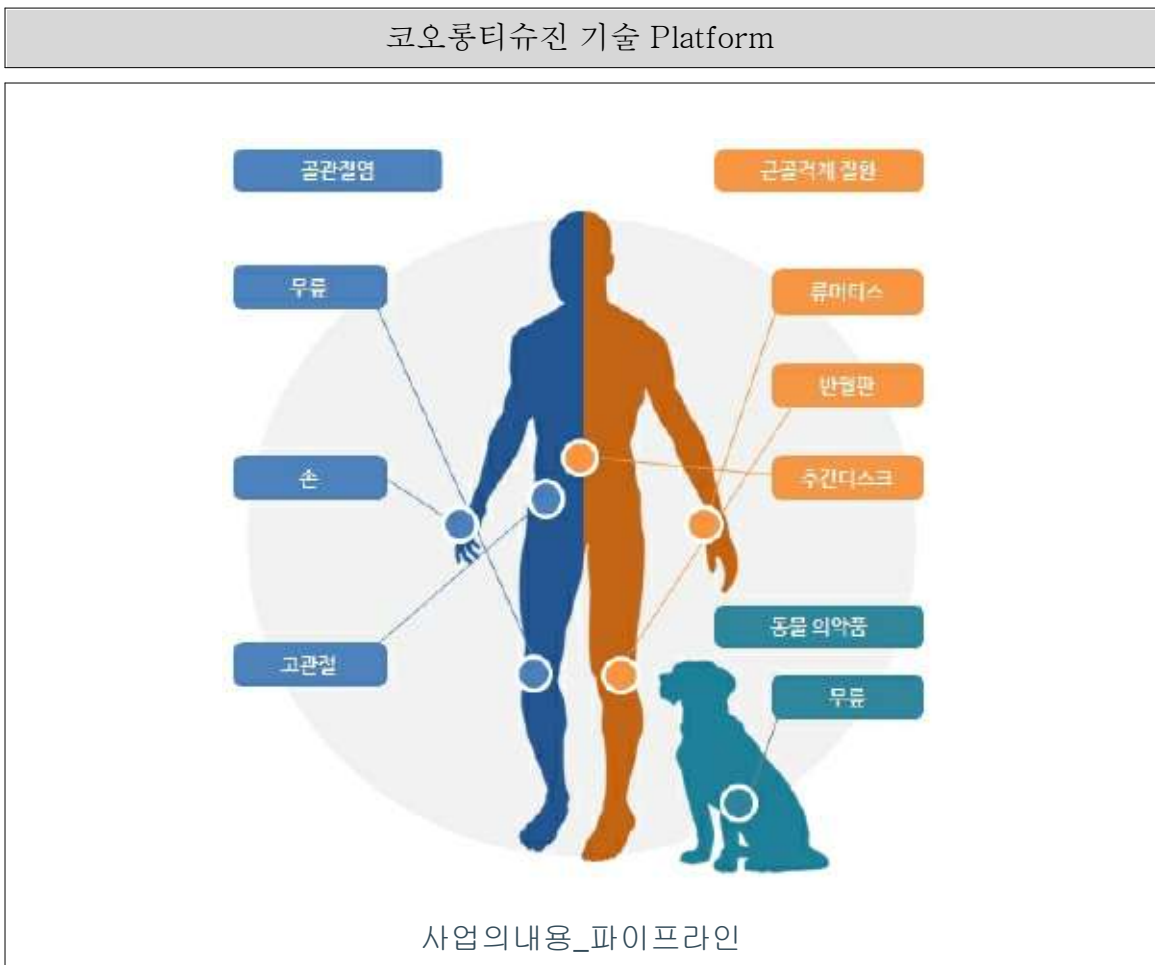 코오롱티슈진 기술 Platform
골관절염
무릎
손
고관절
근골격계 질환
류머티스
반월판
추간디스크
동물 의약품
무릎
사업의내용_파이프라인